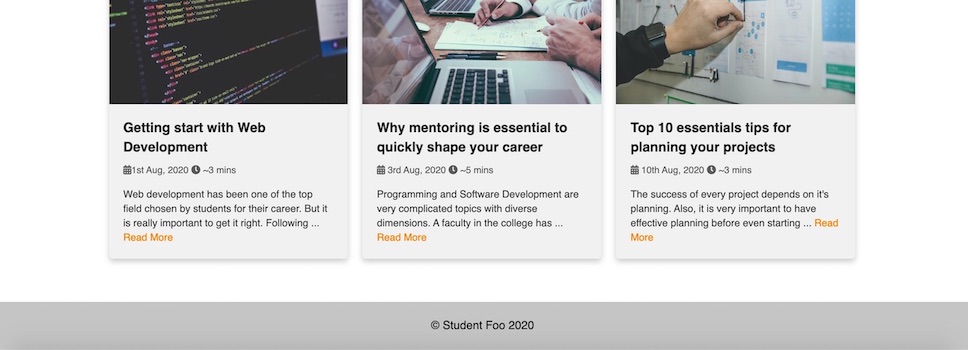 Getting start with Web
Development
1st Aug, 2020 ~3 mins
Web development has been one of the top
field chosen by students for their career. But it
is really important to get it right. Following ...
Read More
Why mentoring is essential to
quickly shape your career
3rd Aug, 2020 ~5 mins
Programming and Software Development are
very complicated topics with diverse
dimensions. A faculty in the college has ...
Read More
Top 10 essentials tips for
planning your projects
10th Aug, 2020 ~3 mins
The success of every project depends on it's
planning. Also, it is very important to have
effective planning before even starting ... Read
More
© Student Foo 2020